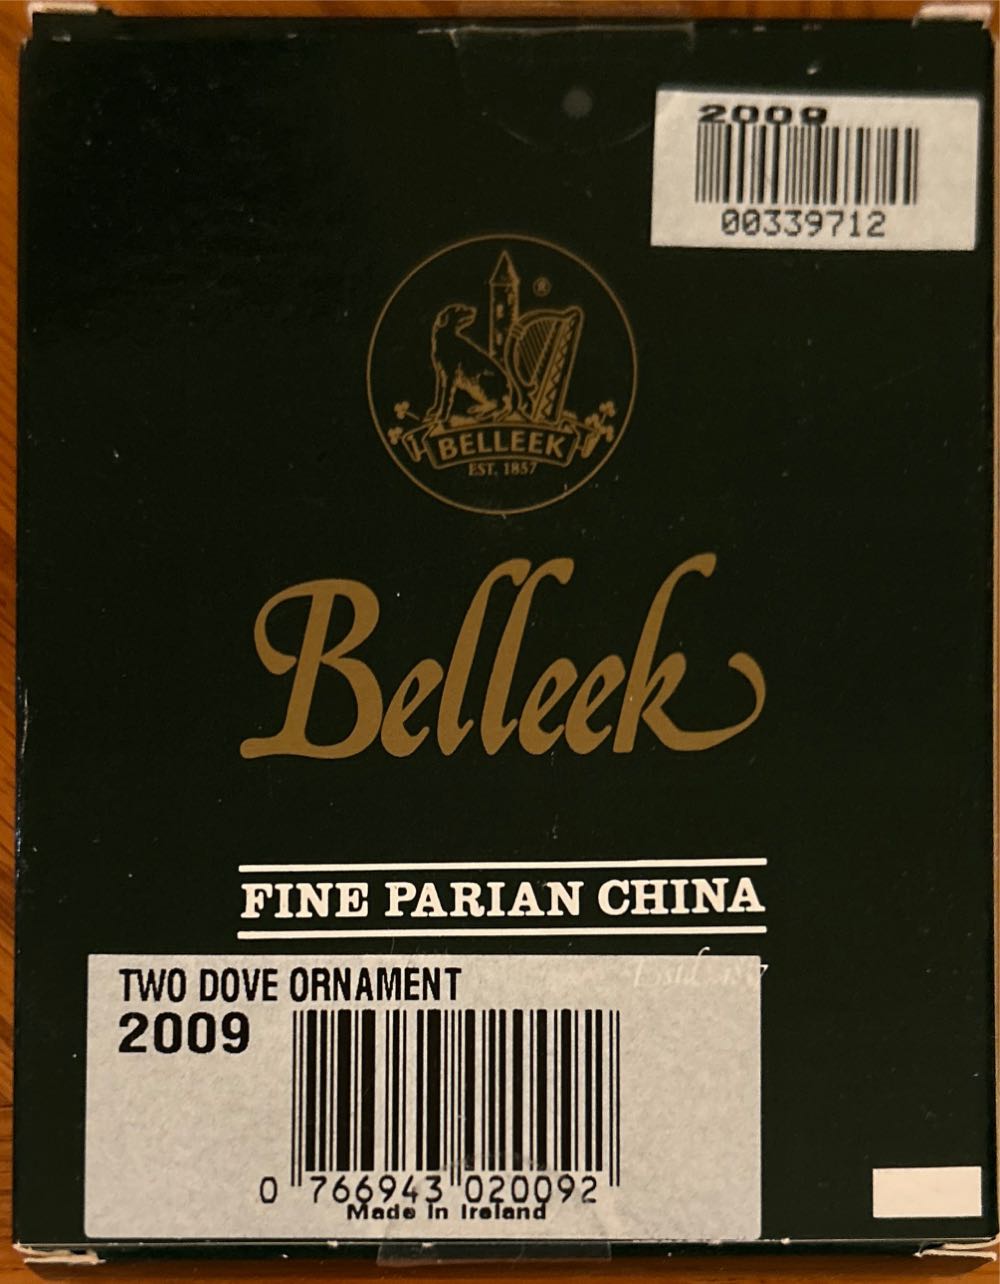 2009
00339712
®
BELLEEK
EST. 1857
Belleek
FINE PARIAN CHINA
TWO DOVE ORNAMENT
2009
0 766943 020092
Made in Ireland